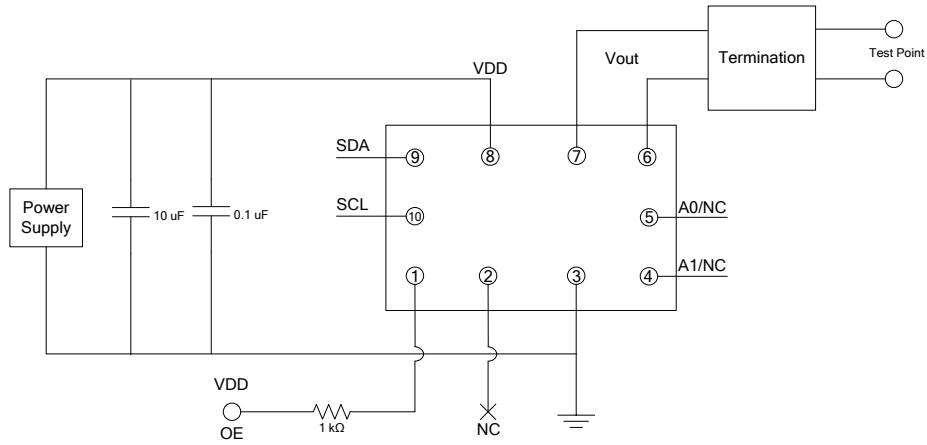 VDD
Vout
Termination
Test Point
SDA
9
8
7
6
Power
Supply
10 uF
0.1 uF
SCL
10
5
A0/NC
1
2
3
4
A1/NC
VDD
OE
1 kΩ
NC